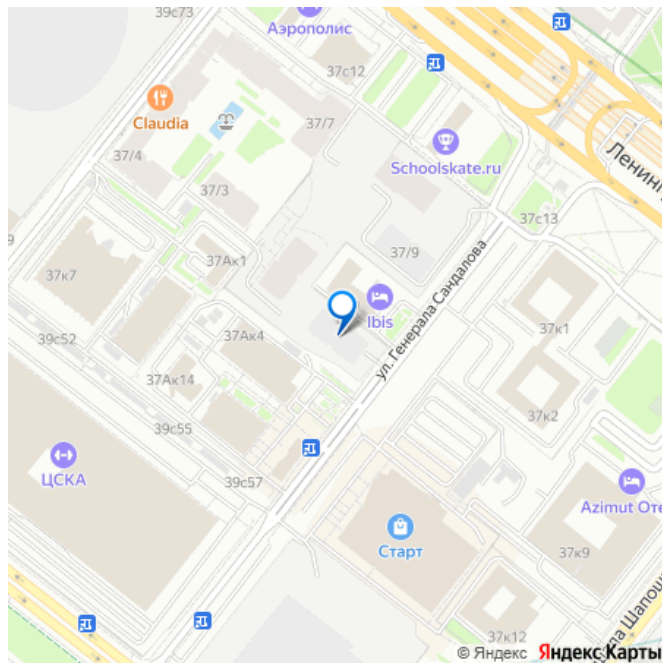 39с73
Аэрополис
37с12
Claudia
37/7
37/4
Schoolskate.ru
Ленинг
37/3
37с13
9
37/9
37Ак1
37к7
ул. Генерала Сандалова
Ibis
37к1
39с52
37Ак4
37Ак14
37к2
39с55
ЦСКА
39с57
Azimut Оте
Старт
37к9
ла Шапош
37к12
© Яндекс Яндекс Карты